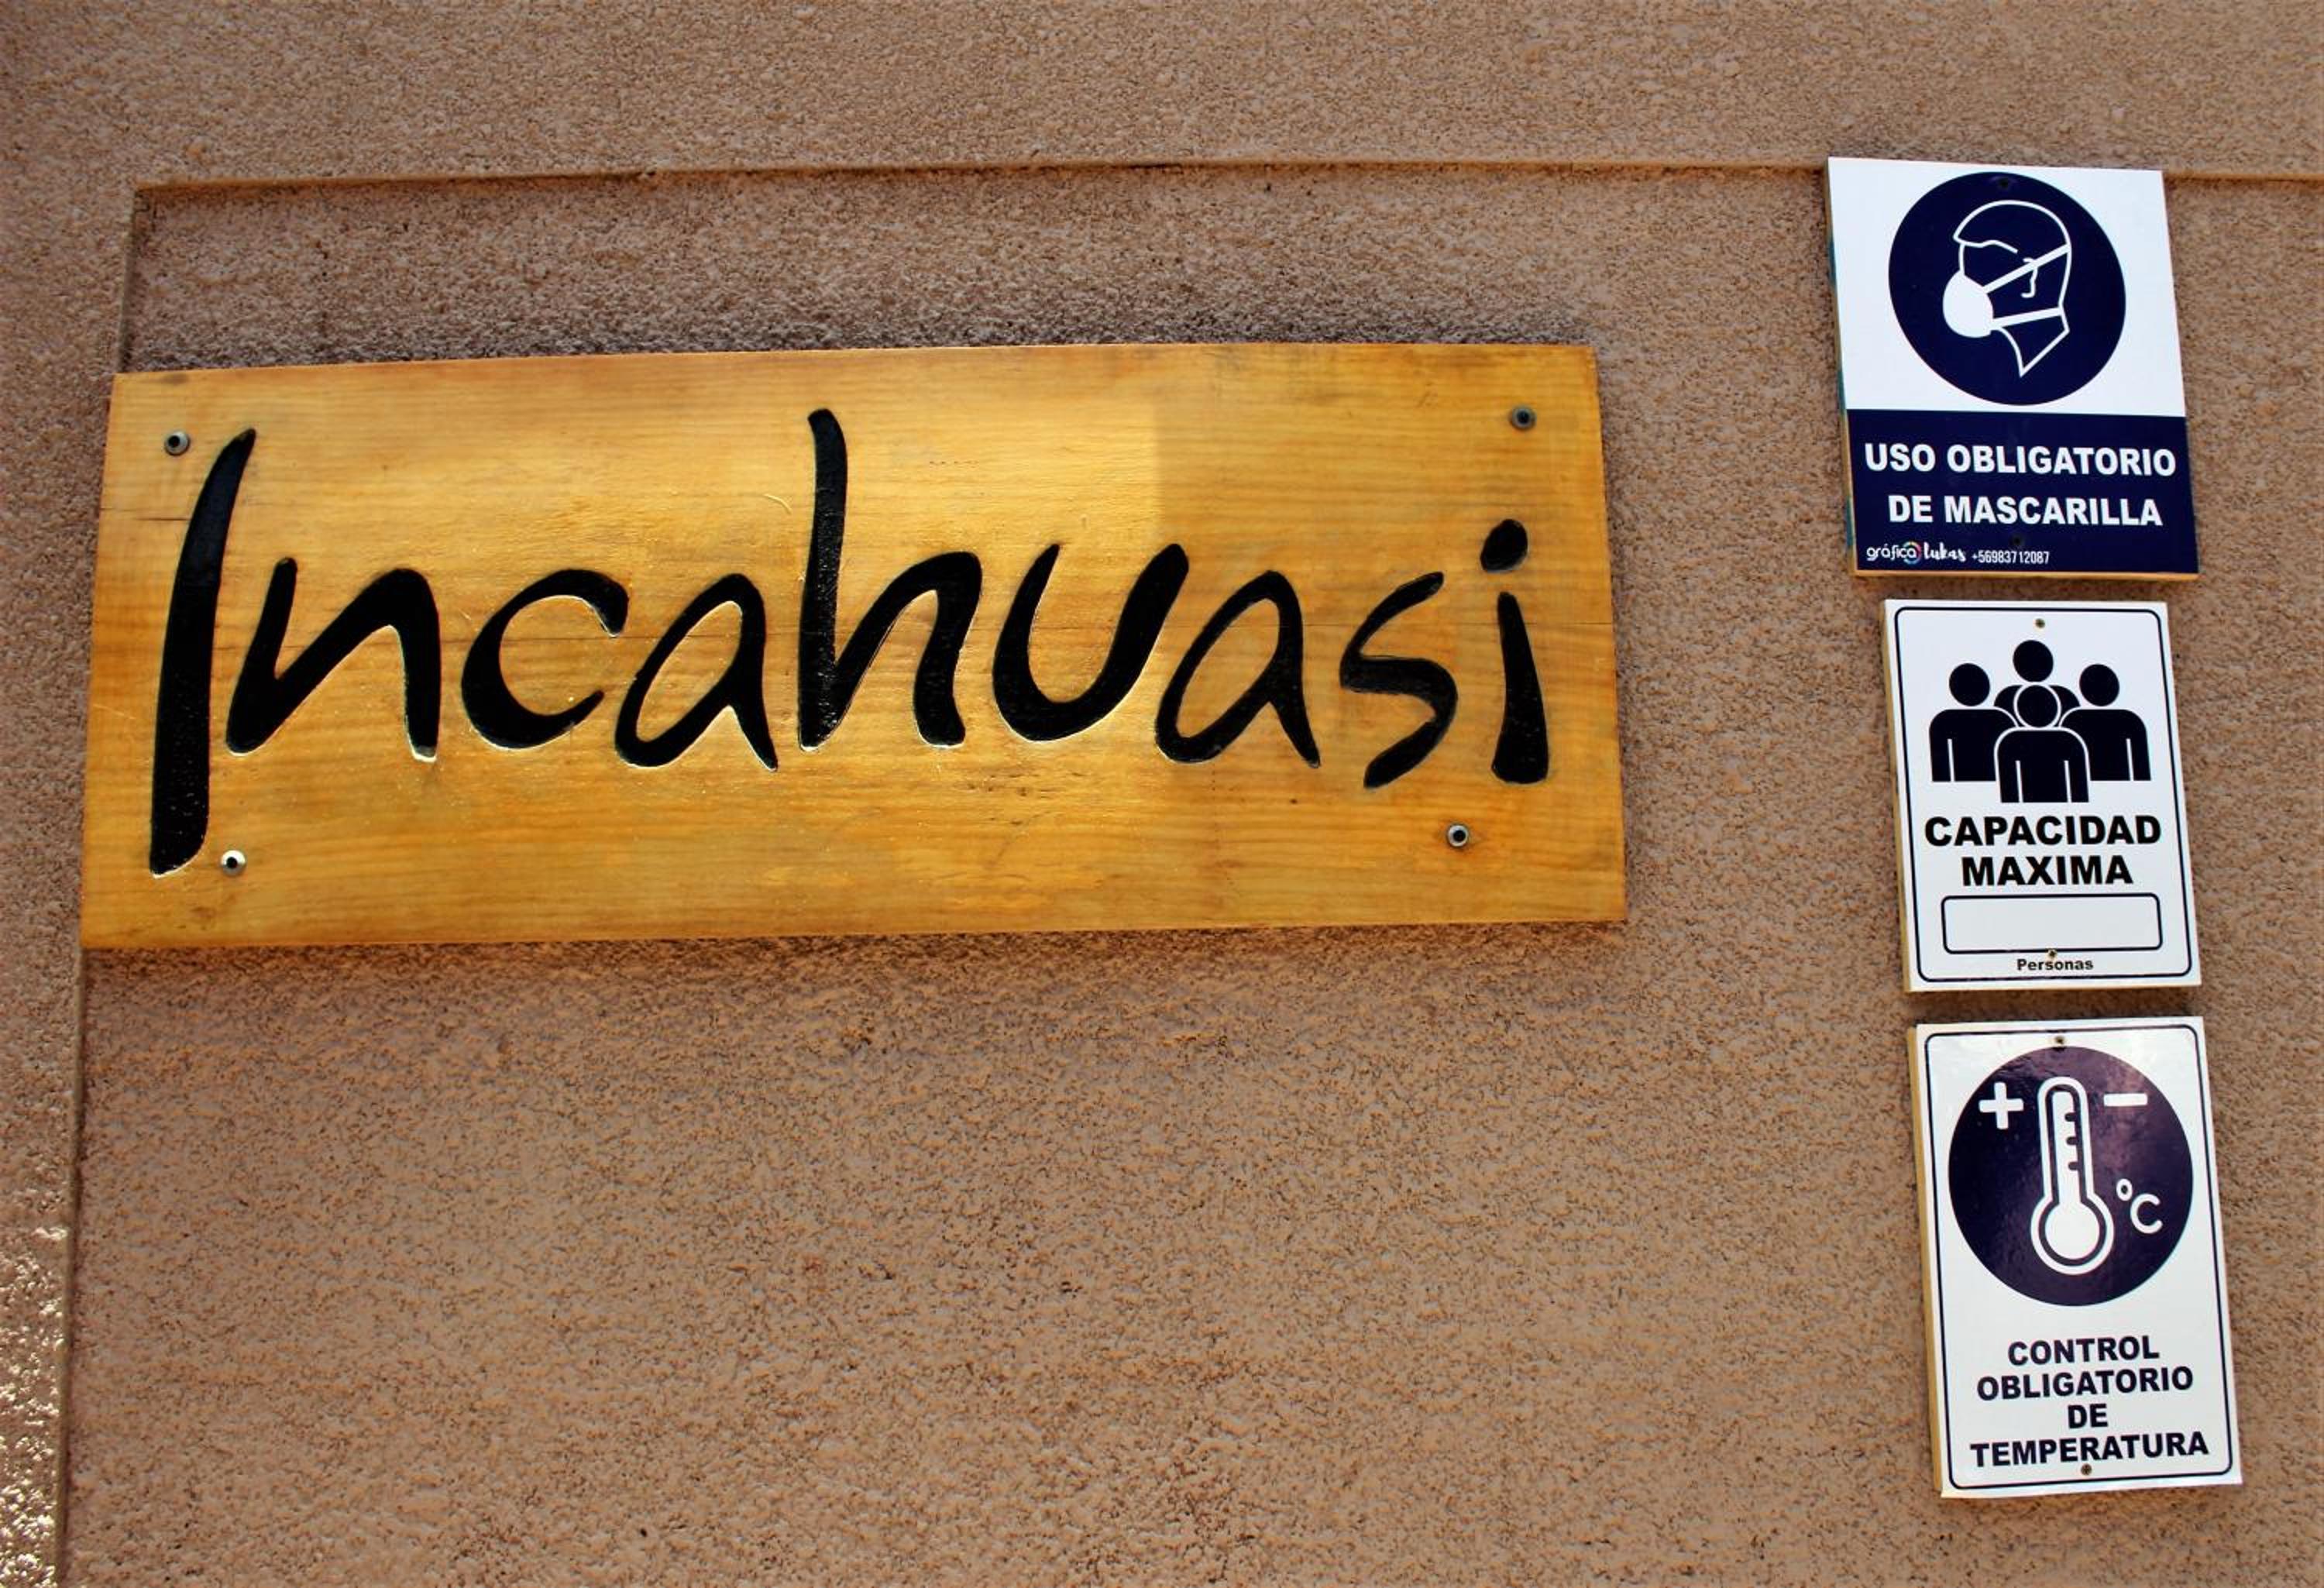 Incahuasi
USO OBLIGATORIO
DE MASCARILLA
gráfica lukas +56983712087
CAPACIDAD
MAXIMA
Personas
+ -
°C
CONTROL
OBLIGATORIO
DE
TEMPERATURA